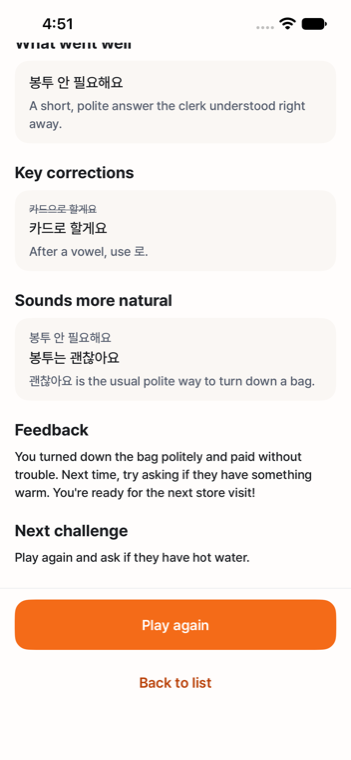 4:51
What went well
봉투 안 필요해요
A short, polite answer the clerk understood right
away.
Key corrections
카드으로 할게요
카드로 할게요
After a vowel, use 로.
Sounds more natural
봉투 안 필요해요
봉투는 괜찮아요
괜찮아요 is the usual polite way to turn down a bag.
Feedback
You turned down the bag politely and paid without
trouble. Next time, try asking if they have something
warm. You're ready for the next store visit!
Next challenge
Play again and ask if they have hot water.
Play again
Back to list